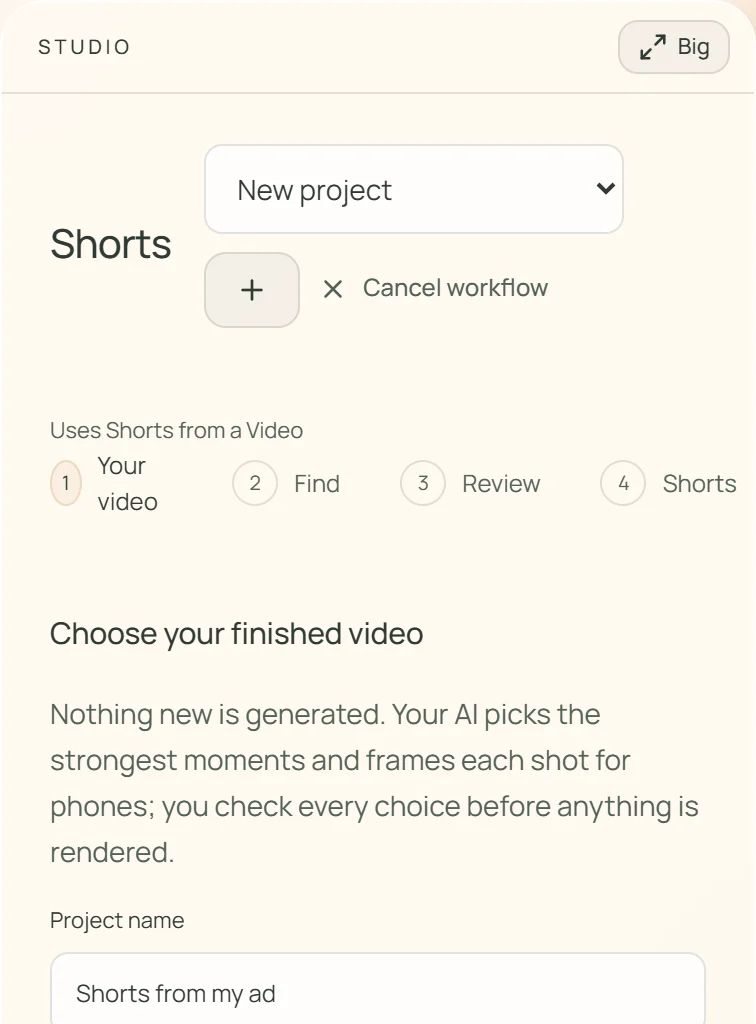 STUDIO
Big
New project
Shorts
+
Cancel workflow
Uses Shorts from a Video
1 Your video
2 Find
3 Review
4 Shorts
Choose your finished video
Nothing new is generated. Your AI picks the
strongest moments and frames each shot for
phones; you check every choice before anything is
rendered.
Project name
Shorts from my ad